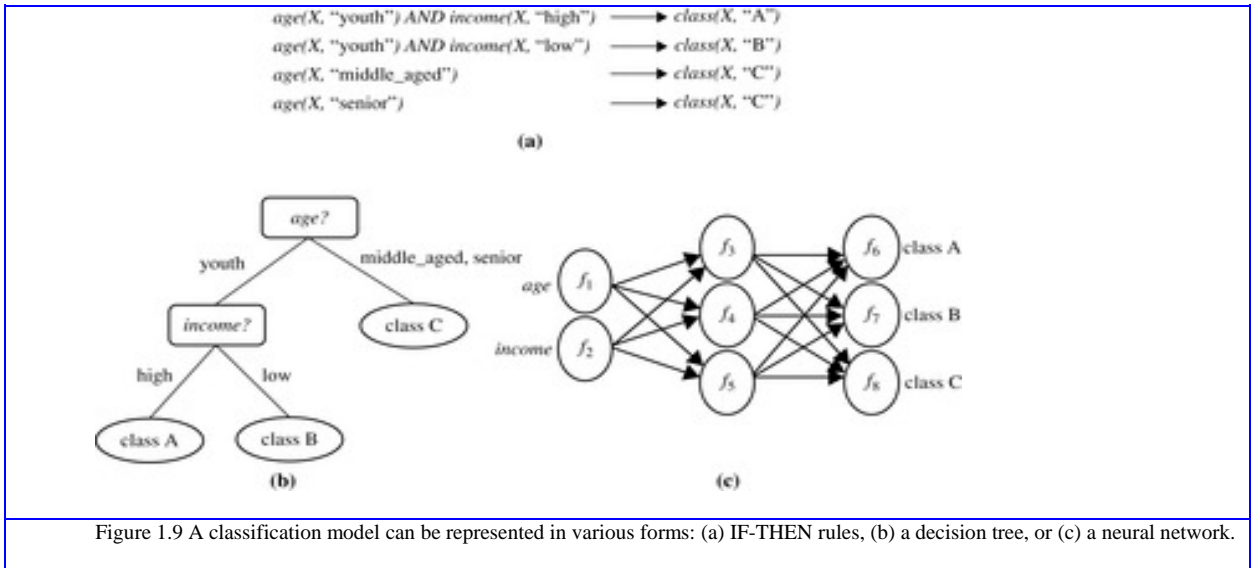 age(X, “youth”) AND income(X, “high”) class(X, “A”)
age(X, “youth”) AND income(X, “low”) class(X, “B”)
age(X, “middle_aged”) class(X, “C”)
age(X, “senior”) class(X, “C”)
(a)
age?
youth
middle_aged, senior
income?
class C
high
low
class A
class B
(b)
age
income
f1
f2
f3
f4
f5
f6
f7
f8
class A
class B
class C
(c)
Figure 1.9 A classification model can be represented in various forms: (a) IF-THEN rules, (b) a decision tree, or (c) a neural network.